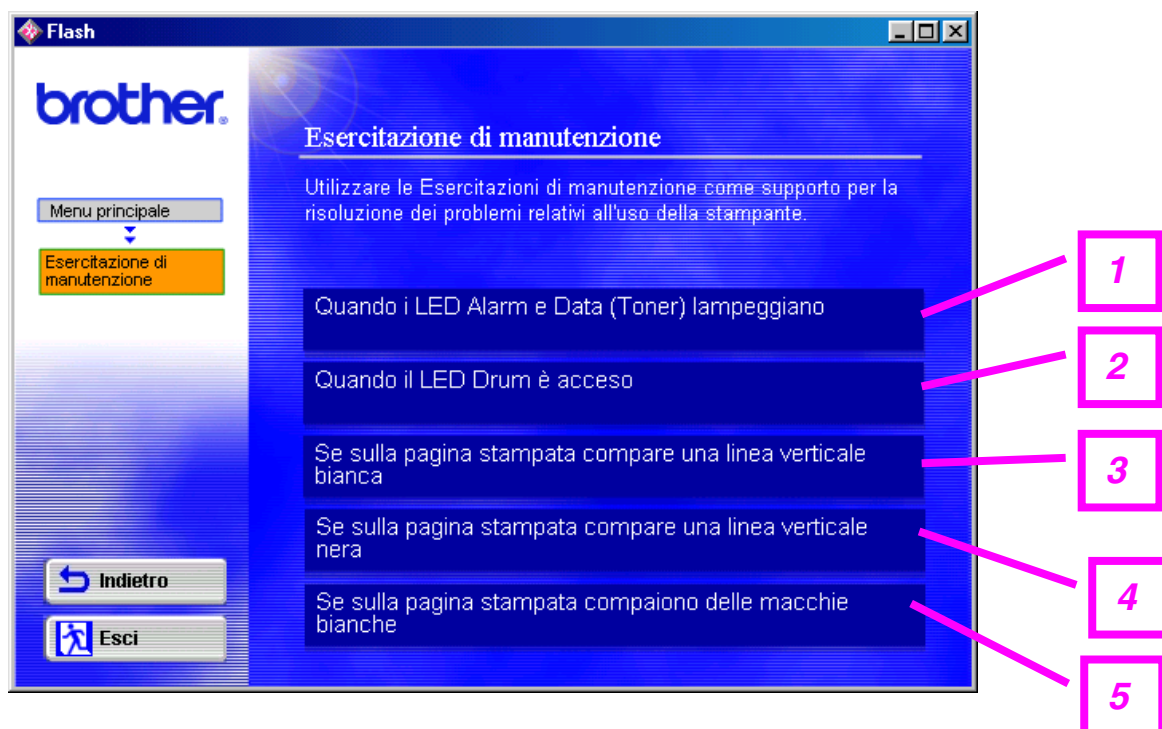 Flash
brother®
Esercitazione di manutenzione
Utilizzare le Esercitazioni di manutenzione come supporto per la
risoluzione dei problemi relativi all'uso della stampante.
Menu principale
Esercitazione di
manutenzione
Quando i LED Alarm e Data (Toner) lampeggiano
1
Quando il LED Drum è acceso
2
Se sulla pagina stampata compare una linea verticale
bianca
3
Se sulla pagina stampata compare una linea verticale
nera
4
Se sulla pagina stampata compaiono delle macchie
bianche
5
Indietro
Esci